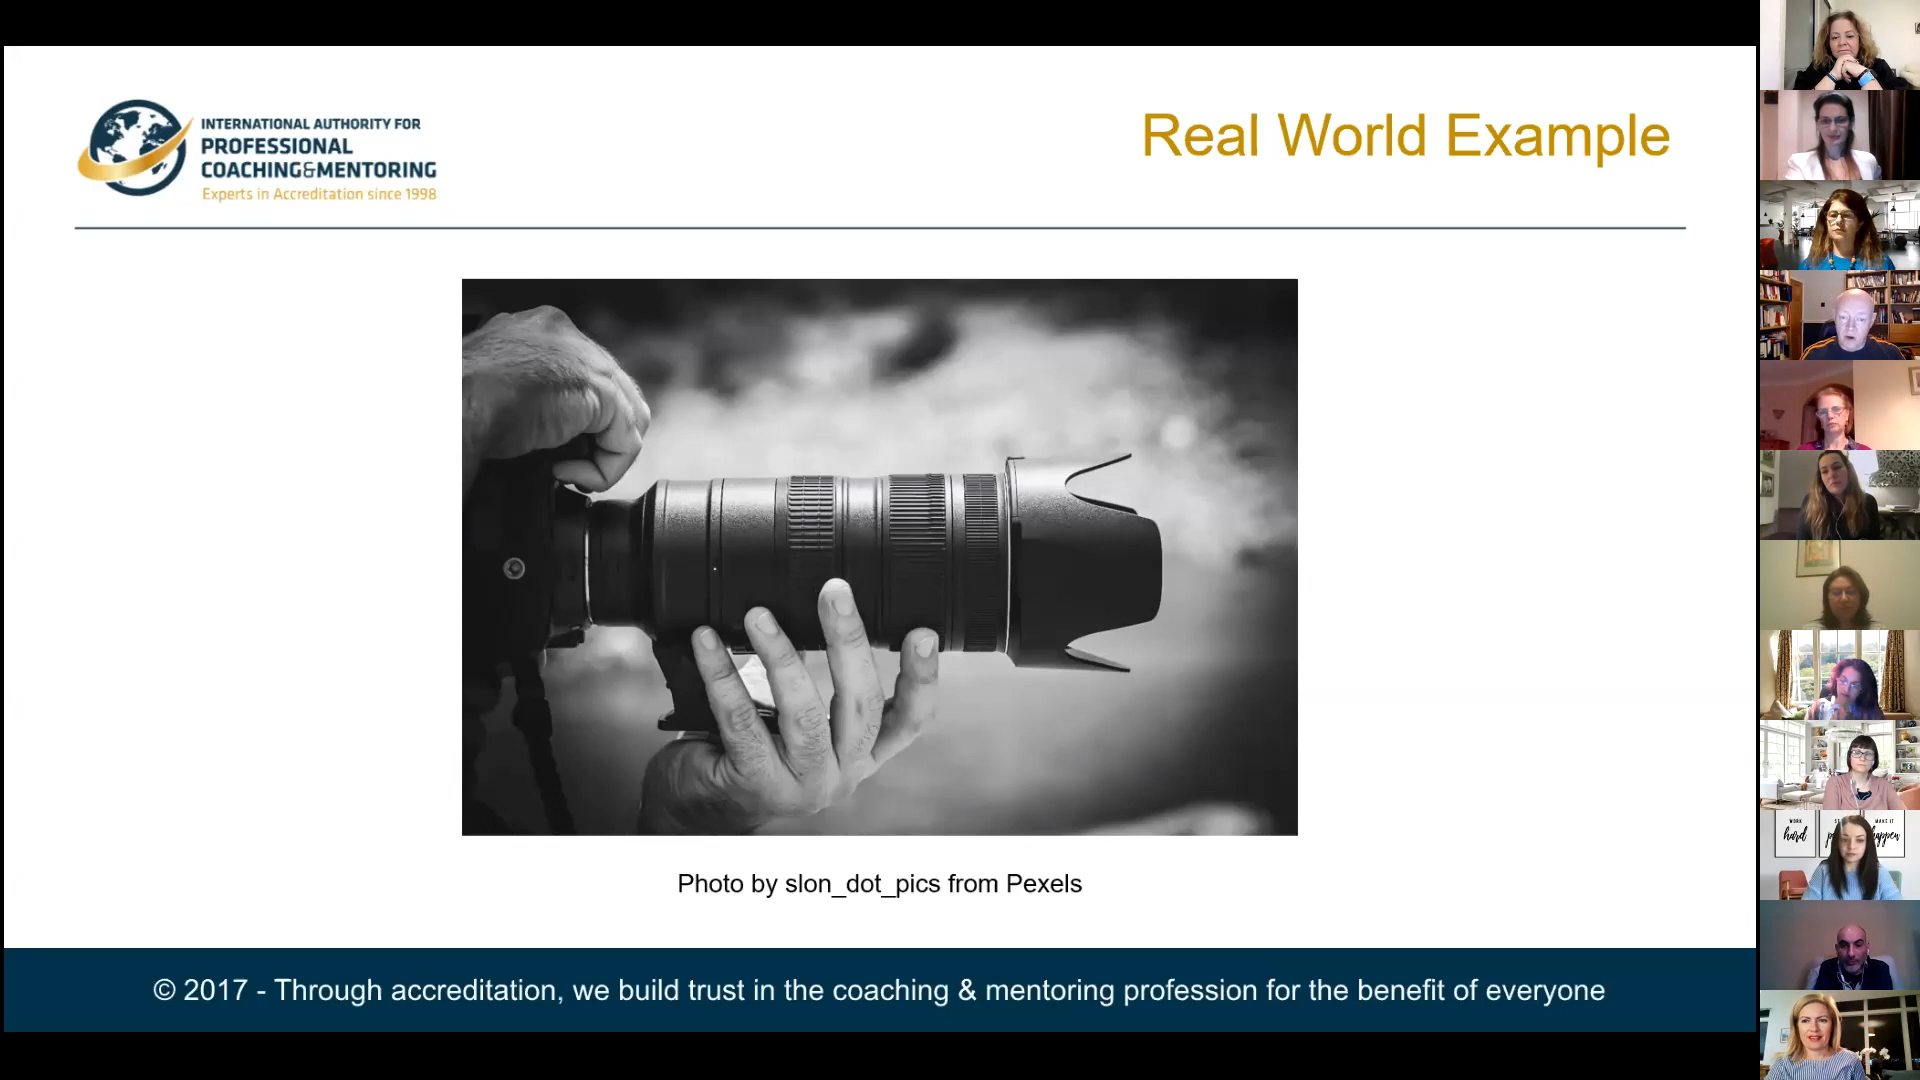 INTERNATIONAL AUTHORITY FOR
PROFESSIONAL
COACHING&MENTORING
Experts in Accreditation since 1998
Real World Example
Photo by slon_dot_pics from Pexels
© 2017 - Through accreditation, we build trust in the coaching & mentoring profession for the benefit of everyone
WORK
hard
MAKE IT